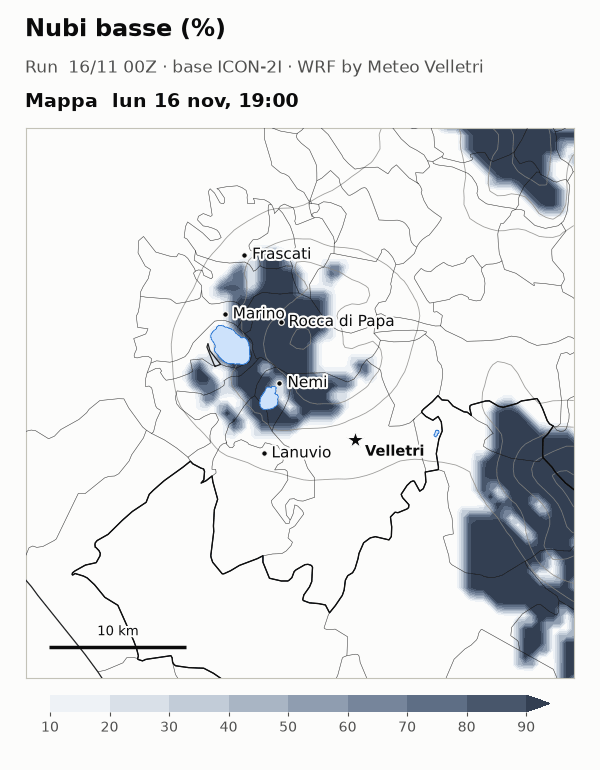 Nubi basse (%)
Run  16/11 00Z · base ICON-2I · WRF by Meteo Velletri
Mappa  lun 16 nov, 19:00
Frascati
Marino
Rocca di Papa
Nemi
Velletri
Lanuvio
10 km
10 20 30 40 50 60 70 80 90